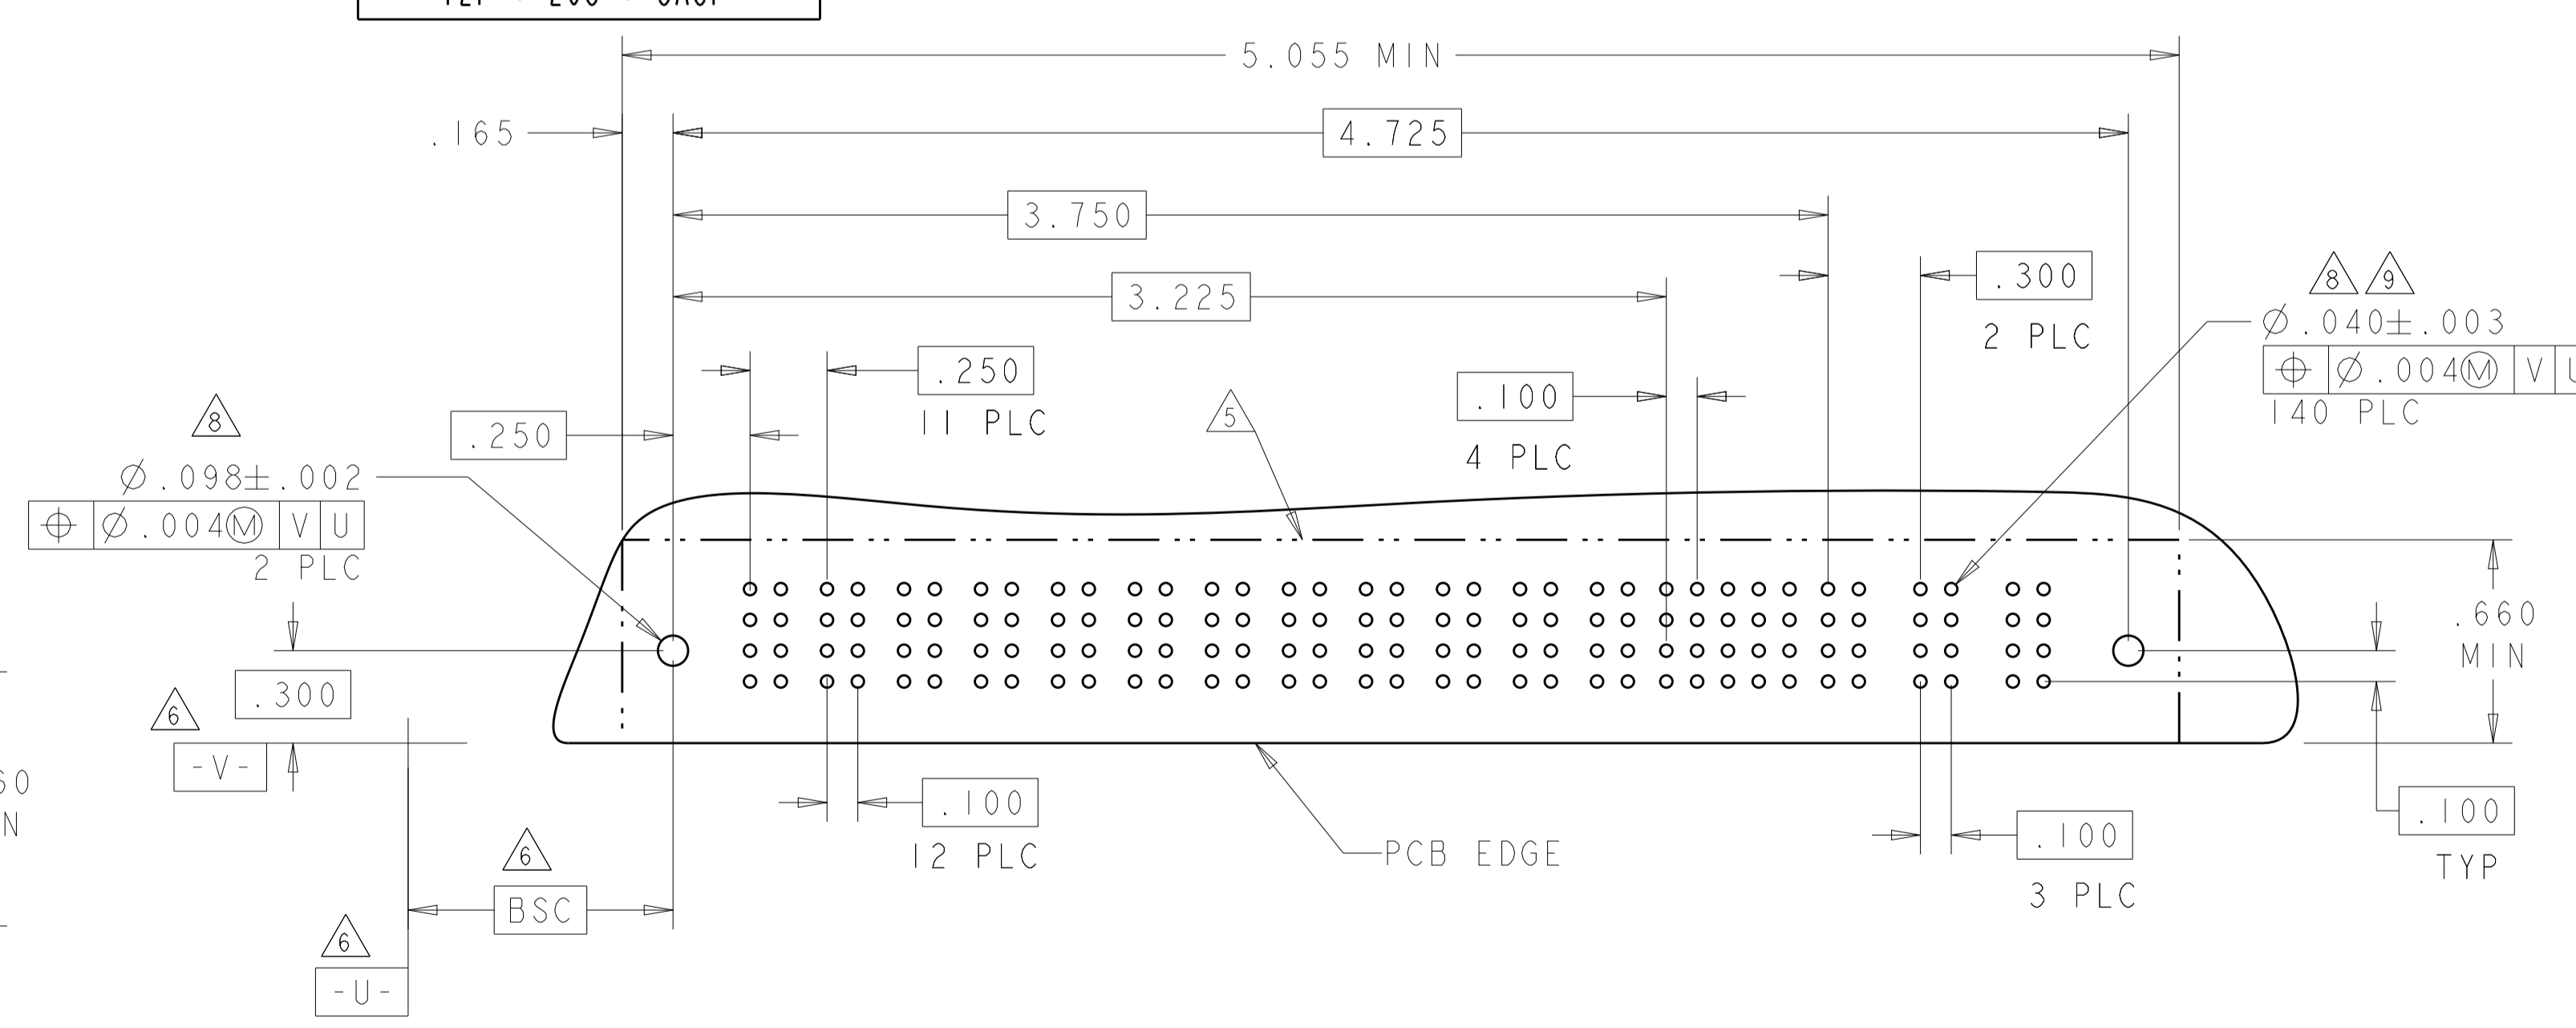 5.055 MIN
.165
4.725
3.750
3.225
.300
2 PLC
8 9
Ø.040±.003
⌖ Ø.004Ⓜ V U
140 PLC
.250
11 PLC
.100
4 PLC
5
.250
8
Ø.098±.002
⌖ Ø.004Ⓜ V U
2 PLC
.660
MIN
.300
6
-V-
.100
12 PLC
PCB EDGE
.100
3 PLC
.100
TYP
6
BSC
6
-U-